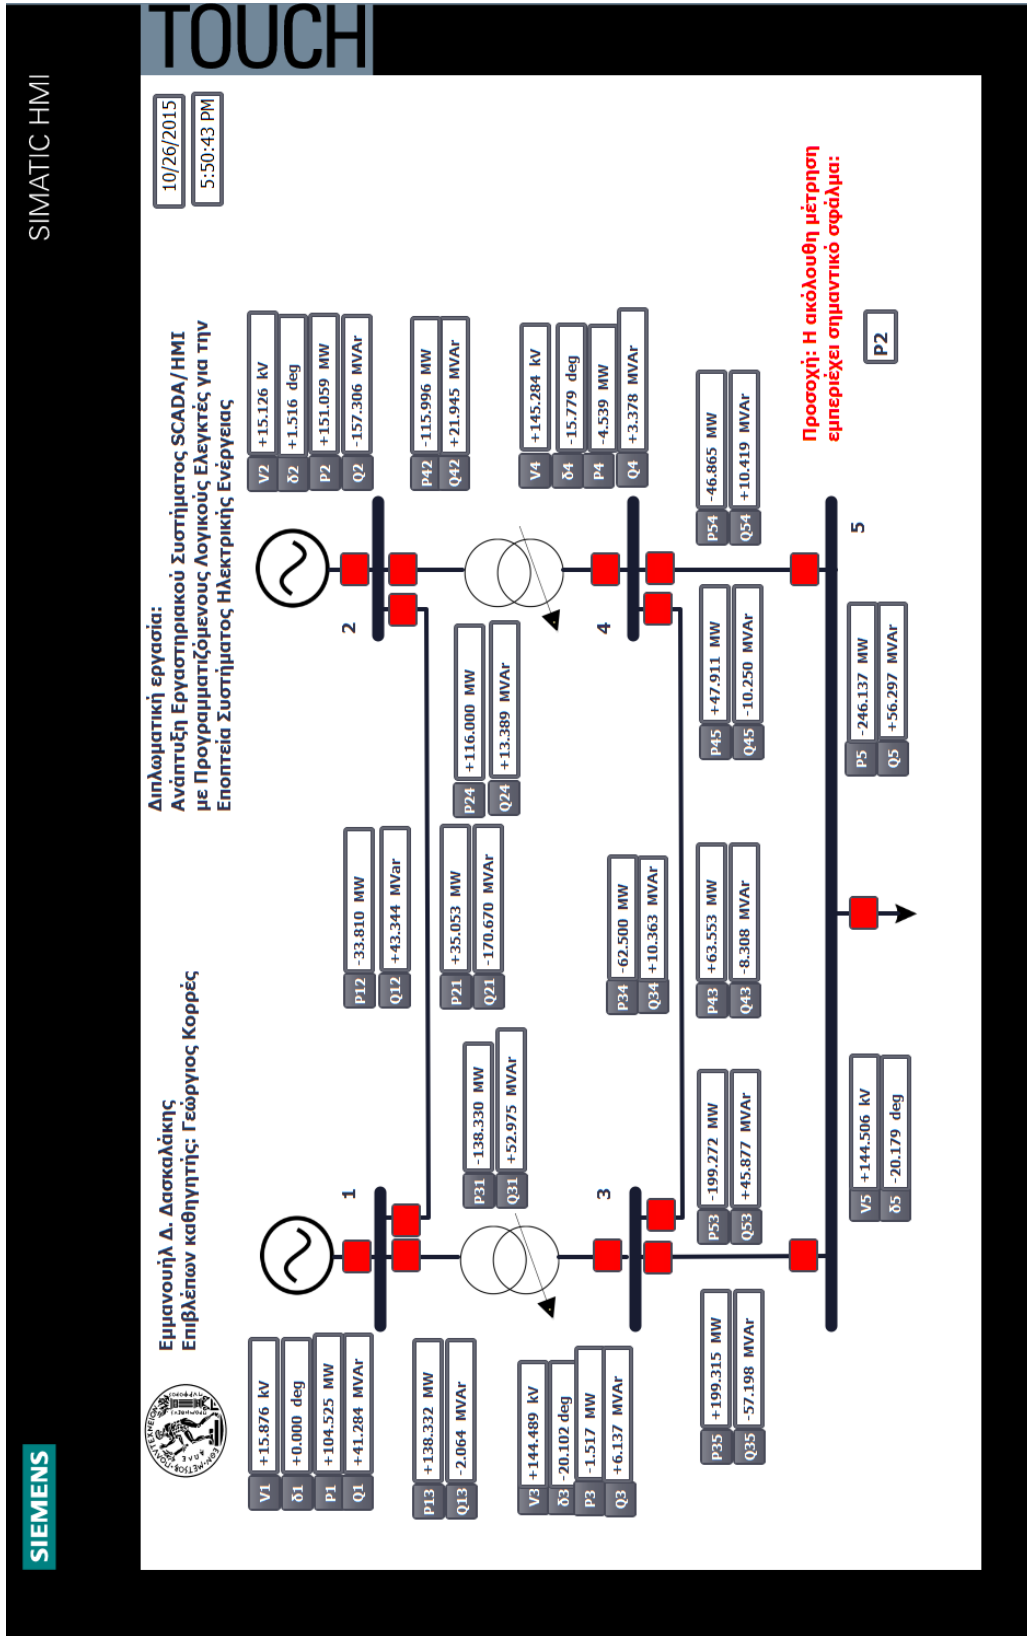 SIEMENS
SIMATIC HMI
TOUCH
Εμμανουήλ Δ. Δασκαλάκης
Επιβλέπων καθηγητής: Γεώργιος Κορρές
Διπλωματική εργασία:
Ανάπτυξη Εργαστηριακού Συστήματος SCADA/HMI
με Προγραμματιζόμενους Λογικούς Ελεγκτές για την
Εποπτεία Συστήματος Ηλεκτρικής Ενέργειας
10/26/2015
5:50:43 PM
V1 +15.876 kV
δ1 +0.000 deg
P1 +104.525 MW
Q1 +41.284 MVAr
1
P12 -33.810 MW
Q12 +43.344 MVar
2
V2 +15.126 kV
δ2 +1.516 deg
P2 +151.059 MW
Q2 -157.306 MVAr
P13 +138.332 MW
Q13 -2.064 MVAr
P31 -138.330 MW
Q31 +52.975 MVAr
P21 +35.053 MW
Q21 -170.670 MVAr
P24 +116.000 MW
Q24 +13.389 MVAr
P42 -115.996 MW
Q42 +21.945 MVAr
V3 +144.489 kV
δ3 -20.102 deg
P3 -1.517 MW
Q3 +6.137 MVAr
3
P34 -62.500 MW
Q34 +10.363 MVAr
4
V4 +145.284 kV
δ4 -15.779 deg
P4 -4.539 MW
Q4 +3.378 MVAr
P35 +199.315 MW
Q35 -57.198 MVAr
P53 -199.272 MW
Q53 +45.877 MVAr
P43 +63.553 MW
Q43 -8.308 MVAr
P45 +47.911 MW
Q45 -10.250 MVAr
P54 -46.865 MW
Q54 +10.419 MVAr
V5 +144.506 kV
δ5 -20.179 deg
P5 -246.137 MW
Q5 +56.297 MVAr
5
Προσοχή: Η ακόλουθη μέτρηση
εμπεριέχει σημαντικό σφάλμα:
P2